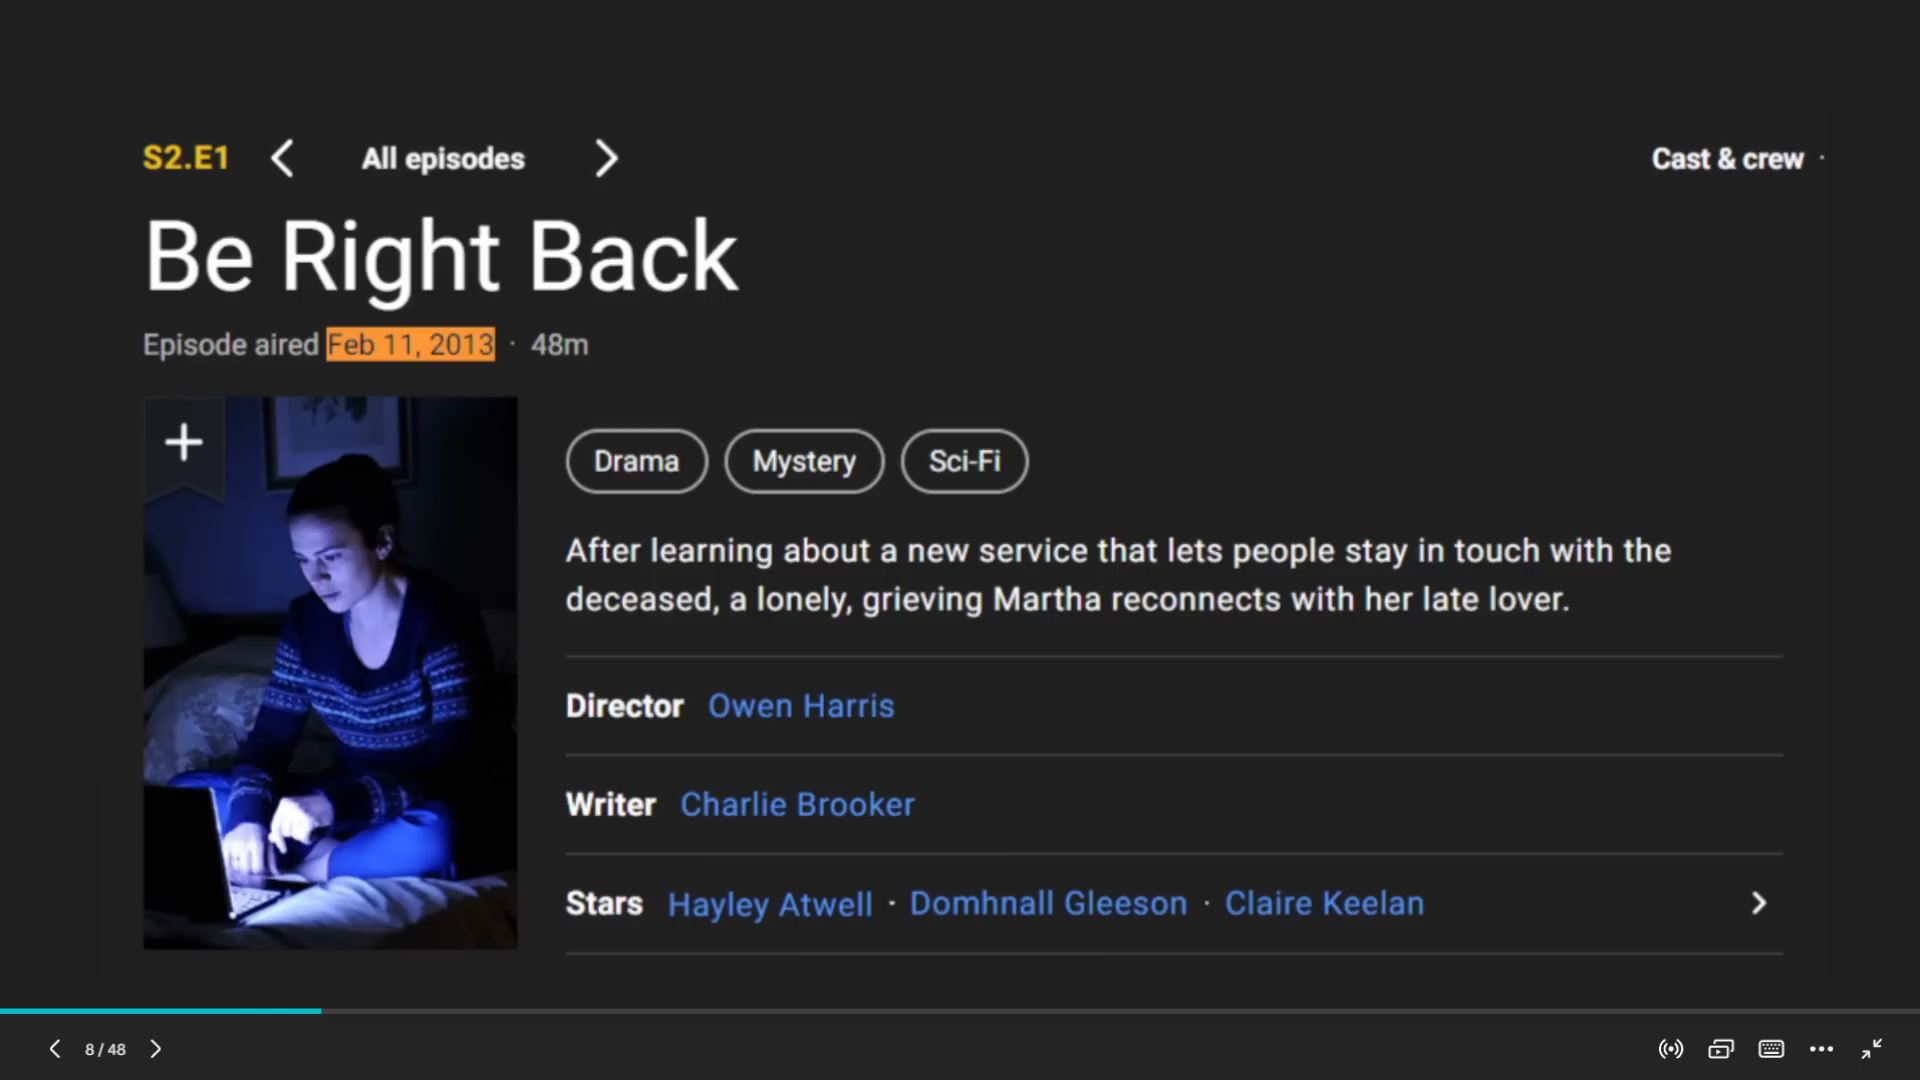 S2.E1 All episodes Cast & crew ·
Be Right Back
Episode aired Feb 11, 2013 · 48m
Drama Mystery Sci-Fi
After learning about a new service that lets people stay in touch with the
deceased, a lonely, grieving Martha reconnects with her late lover.
Director Owen Harris
Writer Charlie Brooker
Stars Hayley Atwell · Domhnall Gleeson · Claire Keelan
8 / 48